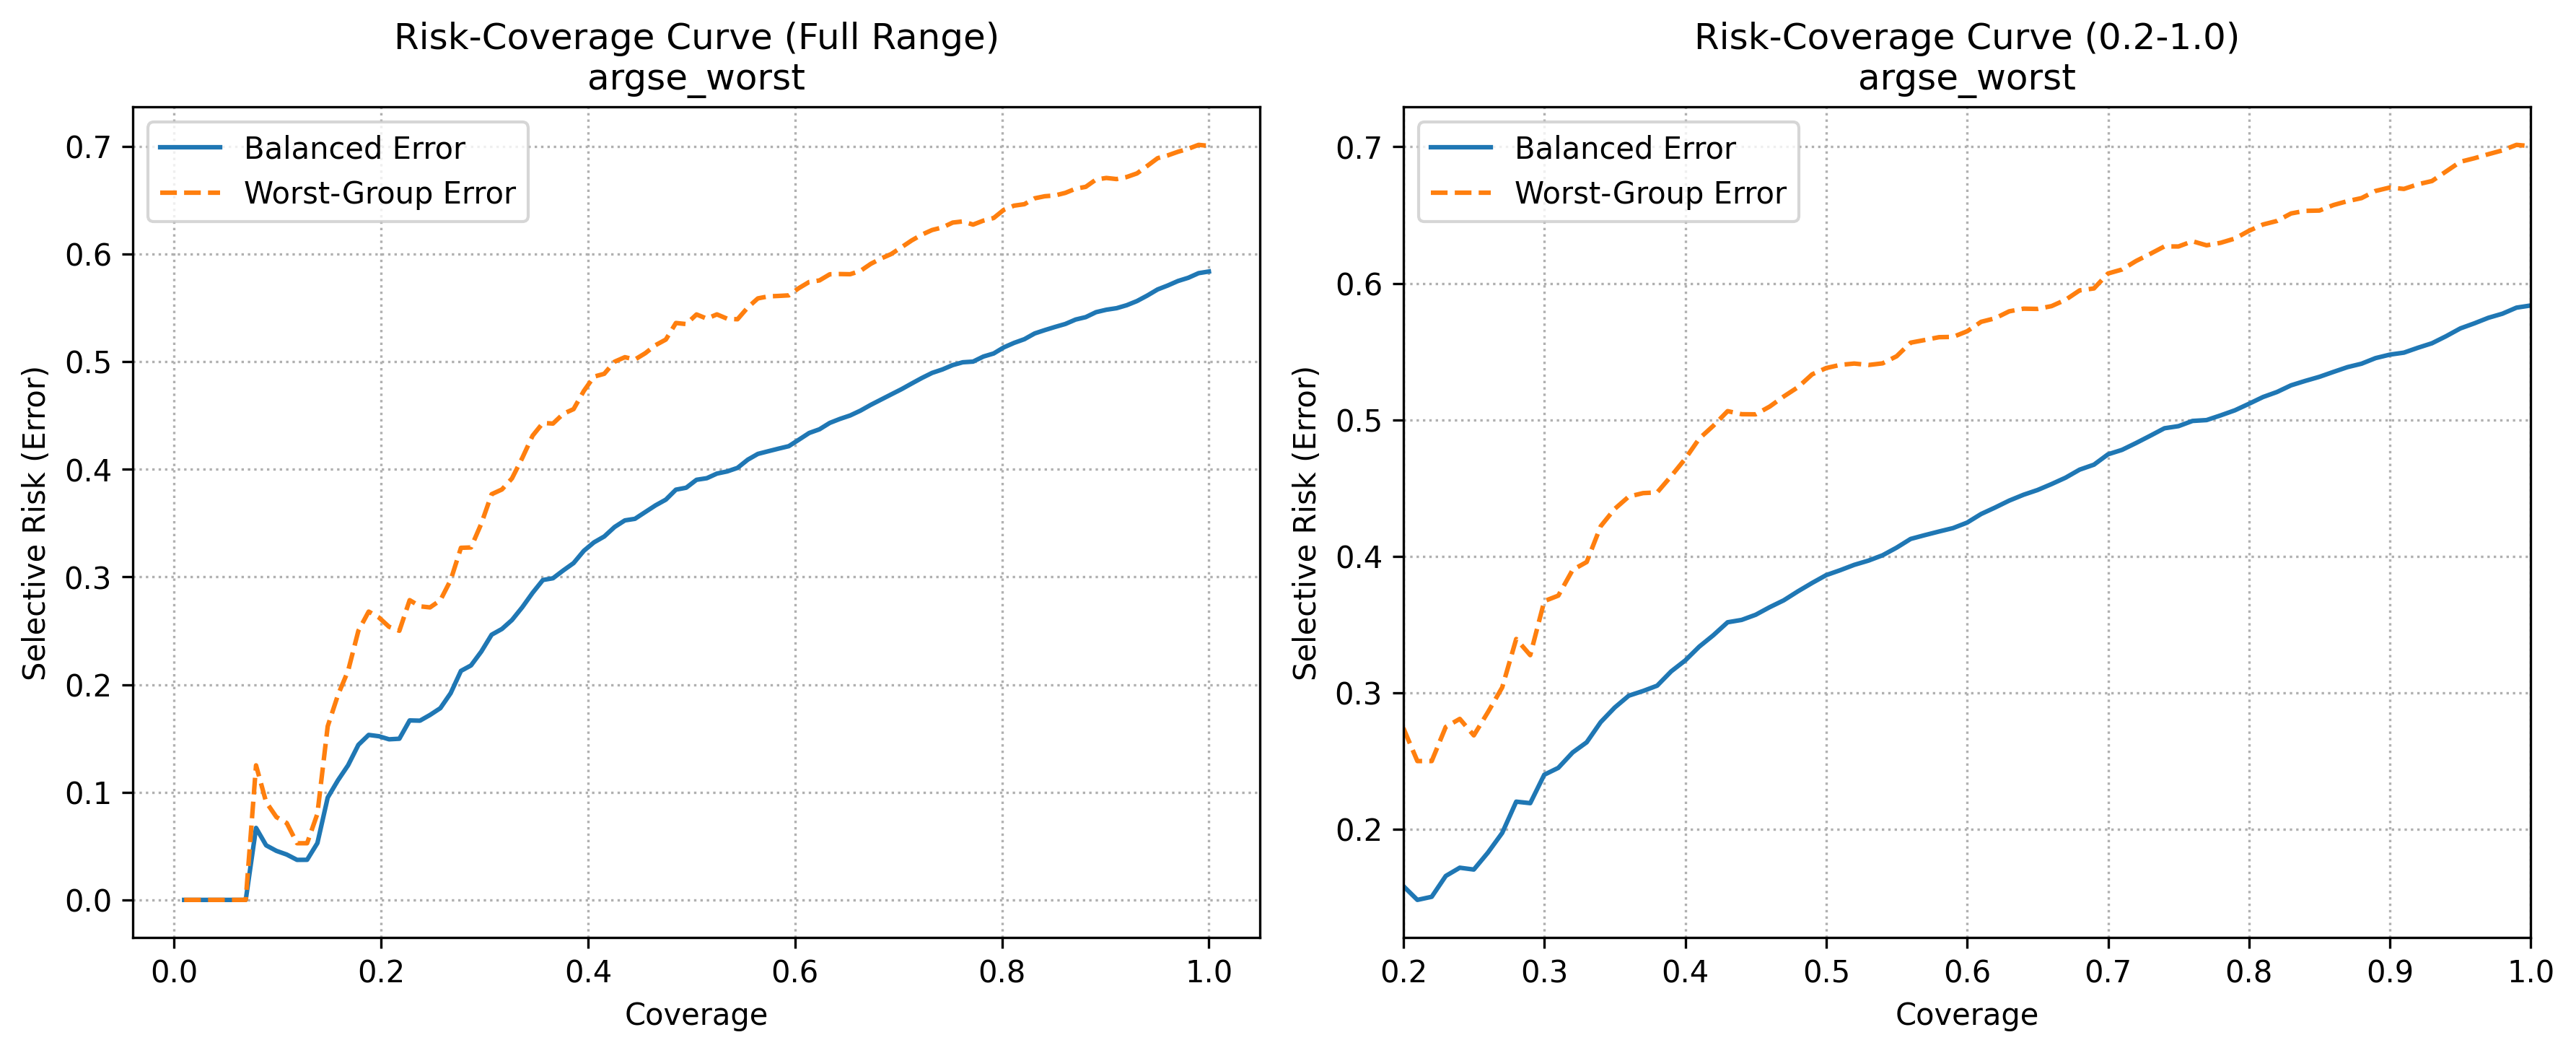 Risk-Coverage Curve (Full Range)
argse_worst
Balanced Error
Worst-Group Error
0.7
0.6
0.5
0.4
0.3
0.2
0.1
0.0
Selective Risk (Error)
0.0 0.2 0.4 0.6 0.8 1.0
Coverage
Risk-Coverage Curve (0.2-1.0)
argse_worst
Balanced Error
Worst-Group Error
0.7
0.6
0.5
0.4
0.3
0.2
Selective Risk (Error)
0.2 0.3 0.4 0.5 0.6 0.7 0.8 0.9 1.0
Coverage